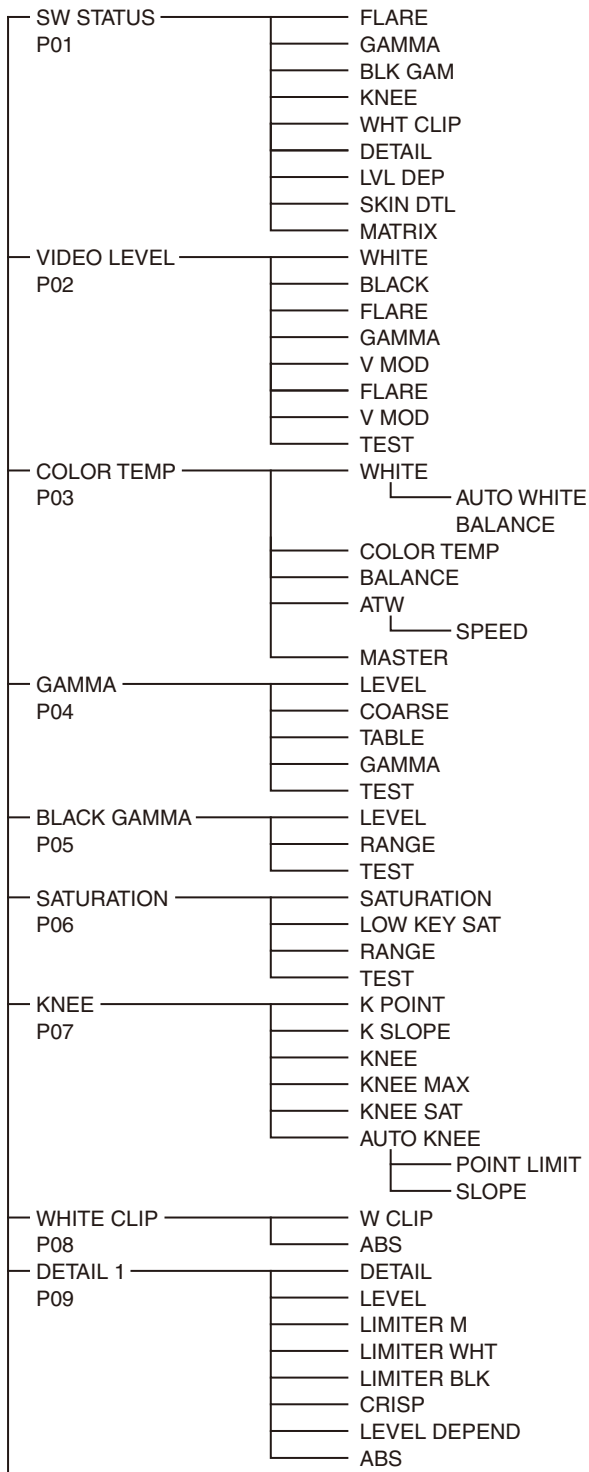 SW STATUS FLARE
P01 GAMMA
BLK GAM
KNEE
WHT CLIP
DETAIL
LVL DEP
SKIN DTL
MATRIX
VIDEO LEVEL WHITE
P02 BLACK
FLARE
GAMMA
V MOD
FLARE
V MOD
TEST
COLOR TEMP WHITE
P03 AUTO WHITE
BALANCE
COLOR TEMP
BALANCE
ATW
SPEED
MASTER
GAMMA LEVEL
P04 COARSE
TABLE
GAMMA
TEST
BLACK GAMMA LEVEL
P05 RANGE
TEST
SATURATION SATURATION
P06 LOW KEY SAT
RANGE
TEST
KNEE K POINT
P07 K SLOPE
KNEE
KNEE MAX
KNEE SAT
AUTO KNEE
POINT LIMIT
SLOPE
WHITE CLIP W CLIP
P08 ABS
DETAIL 1 DETAIL
P09 LEVEL
LIMITER M
LIMITER WHT
LIMITER BLK
CRISP
LEVEL DEPEND
ABS